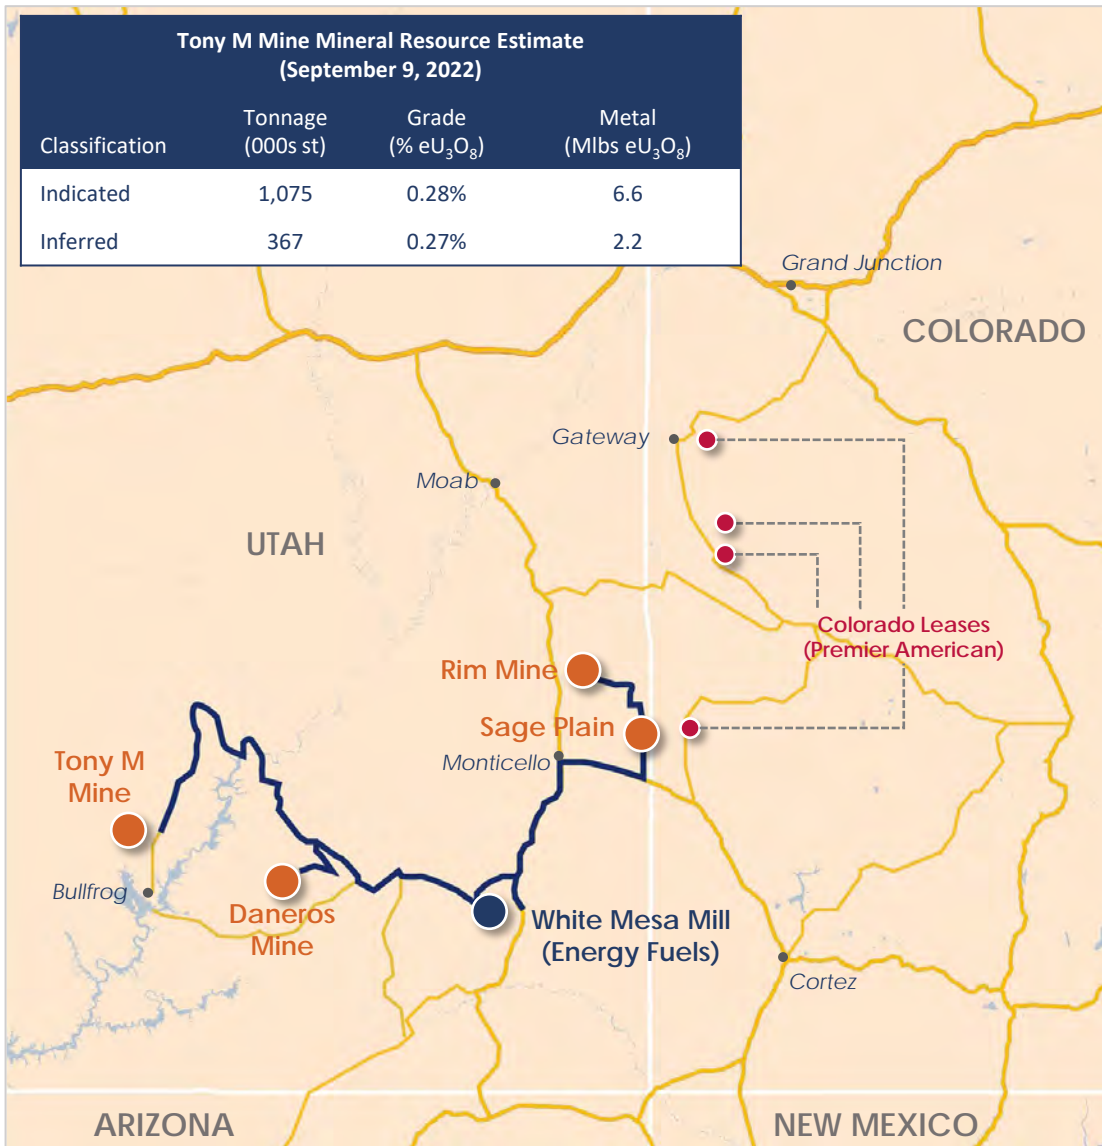 Tony M Mine Mineral Resource Estimate
(September 9, 2022)
Classification Tonnage (000s st) Grade (% eU₃O₈) Metal (Mlbs eU₃O₈)
Indicated 1,075 0.28% 6.6
Inferred 367 0.27% 2.2
Grand Junction
COLORADO
Gateway
Moab
UTAH
Colorado Leases
(Premier American)
Rim Mine
Sage Plain
Monticello
Tony M
Mine
Bullfrog
Daneros
Mine
White Mesa Mill
(Energy Fuels)
Cortez
ARIZONA
NEW MEXICO